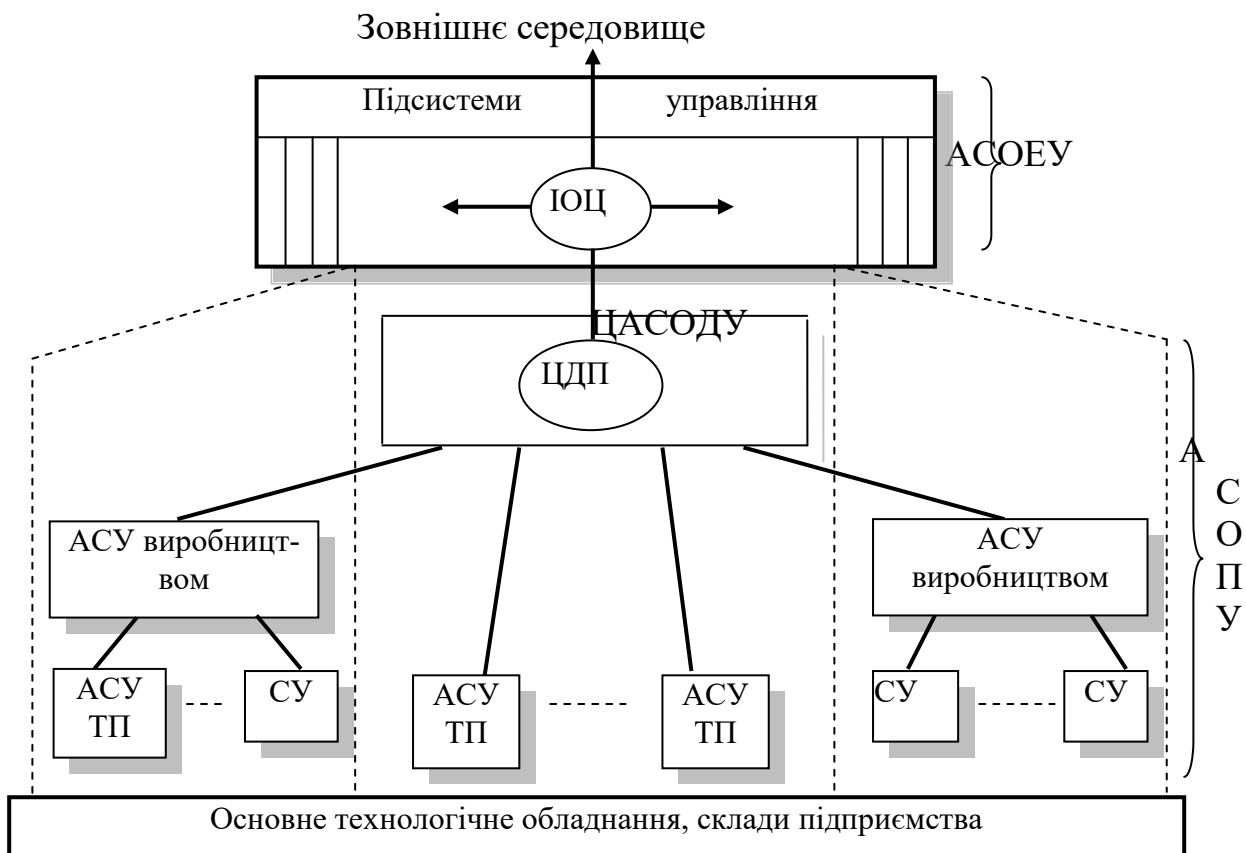 Зовнішнє середовище
Підсистеми управління
АСОЕУ
ІОЦ
ЦАСОДУ
ЦДП
А
С
О
П
У
АСУ виробницт-
вом
АСУ
виробництвом
АСУ
ТП
СУ
АСУ
ТП
АСУ
ТП
СУ
СУ
Основне технологічне обладнання, склади підприємства